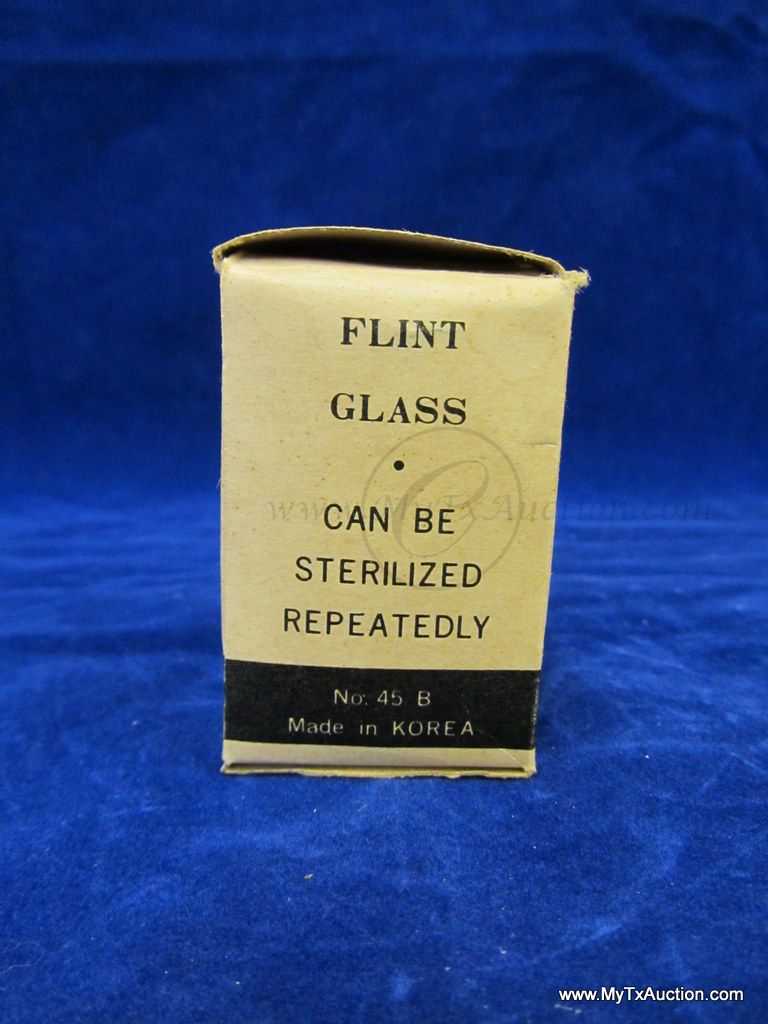 FLINT
GLASS
•
www.MyTxAuction.com
CAN BE
STERILIZED
REPEATEDLY
No. 45 B
Made in KOREA
www.MyTxAuction.com